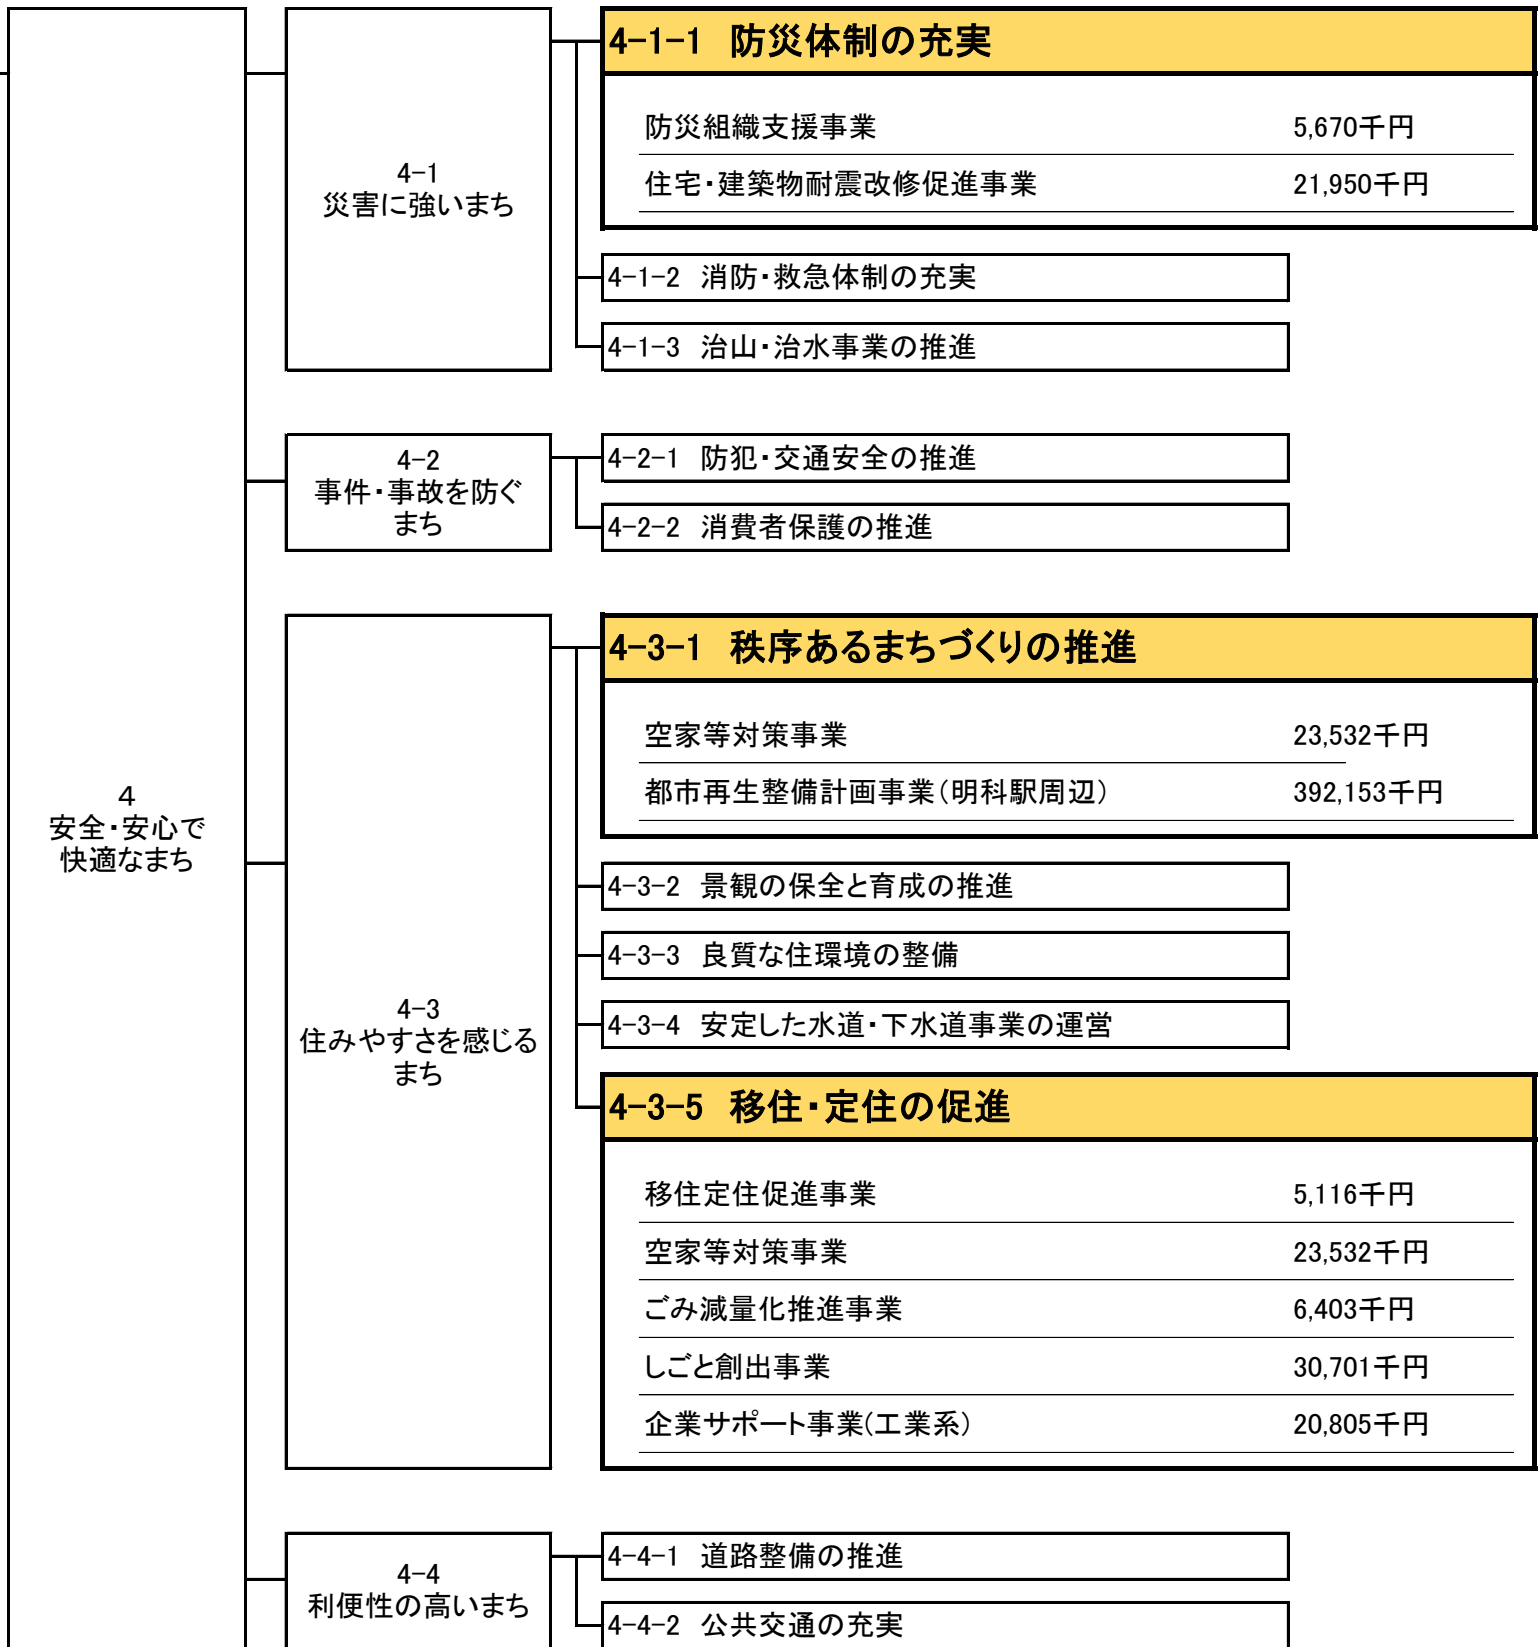 4
安全・安心で
快適なまち
4-1
災害に強いまち
4-1-1 防災体制の充実
防災組織支援事業 5,670千円
住宅・建築物耐震改修促進事業 21,950千円
4-1-2 消防・救急体制の充実
4-1-3 治山・治水事業の推進
4-2
事件・事故を防ぐ
まち
4-2-1 防犯・交通安全の推進
4-2-2 消費者保護の推進
4-3
住みやすさを感じる
まち
4-3-1 秩序あるまちづくりの推進
空家等対策事業 23,532千円
都市再生整備計画事業(明科駅周辺) 392,153千円
4-3-2 景観の保全と育成の推進
4-3-3 良質な住環境の整備
4-3-4 安定した水道・下水道事業の運営
4-3-5 移住・定住の促進
移住定住促進事業 5,116千円
空家等対策事業 23,532千円
ごみ減量化推進事業 6,403千円
しごと創出事業 30,701千円
企業サポート事業(工業系) 20,805千円
4-4
利便性の高いまち
4-4-1 道路整備の推進
4-4-2 公共交通の充実